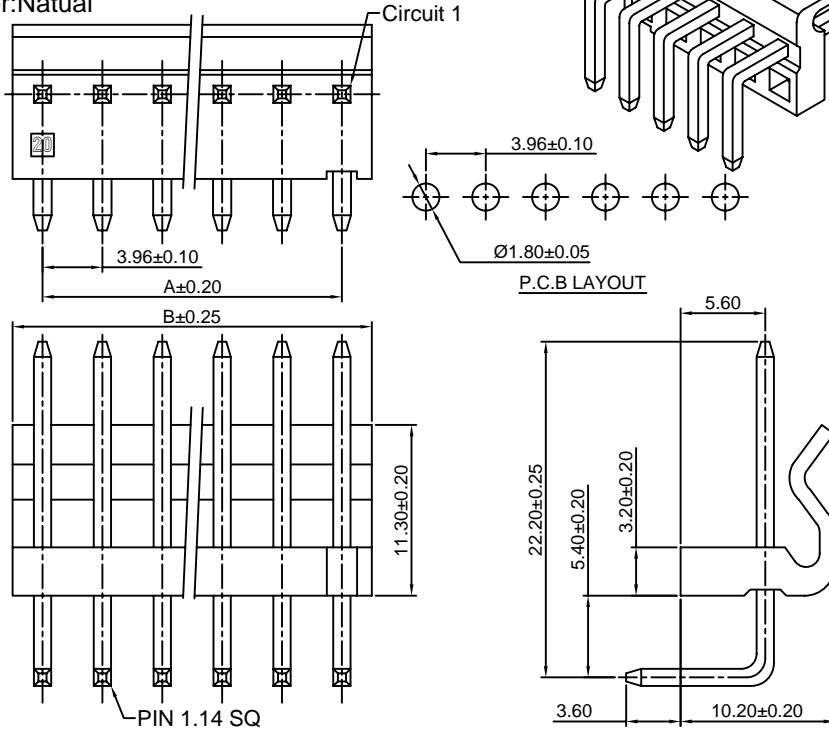 r:Natual
Circuit 1
20
3.96±0.10
3.96±0.10
Ø1.80±0.05
P.C.B LAYOUT
A±0.20
B±0.25
5.60
11.30±0.20
22.20±0.25
5.40±0.20
3.20±0.20
3.60
10.20±0.20
PIN 1.14 SQ